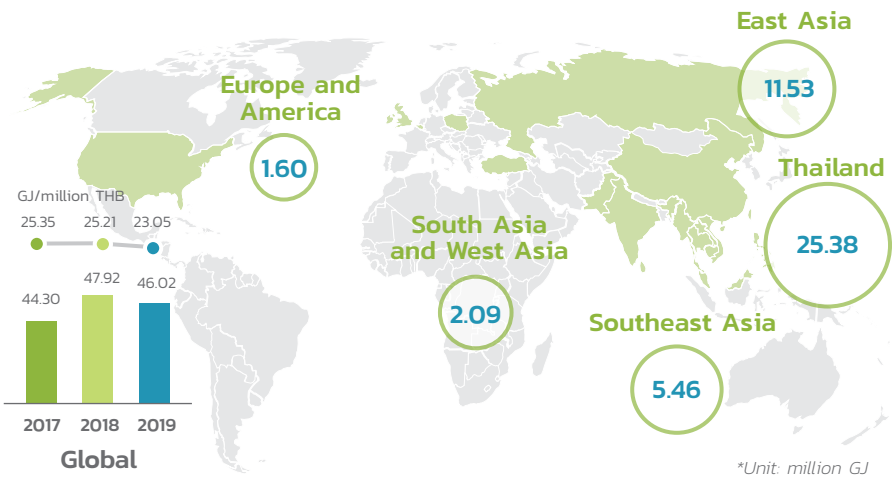 East Asia
11.53
Europe and
America
1.60
Thailand
25.38
GJ/million THB
25.35 25.21 23.05
South Asia
and West Asia
2.09
44.30 47.92 46.02
Southeast Asia
5.46
2017 2018 2019
Global
*Unit: million GJ